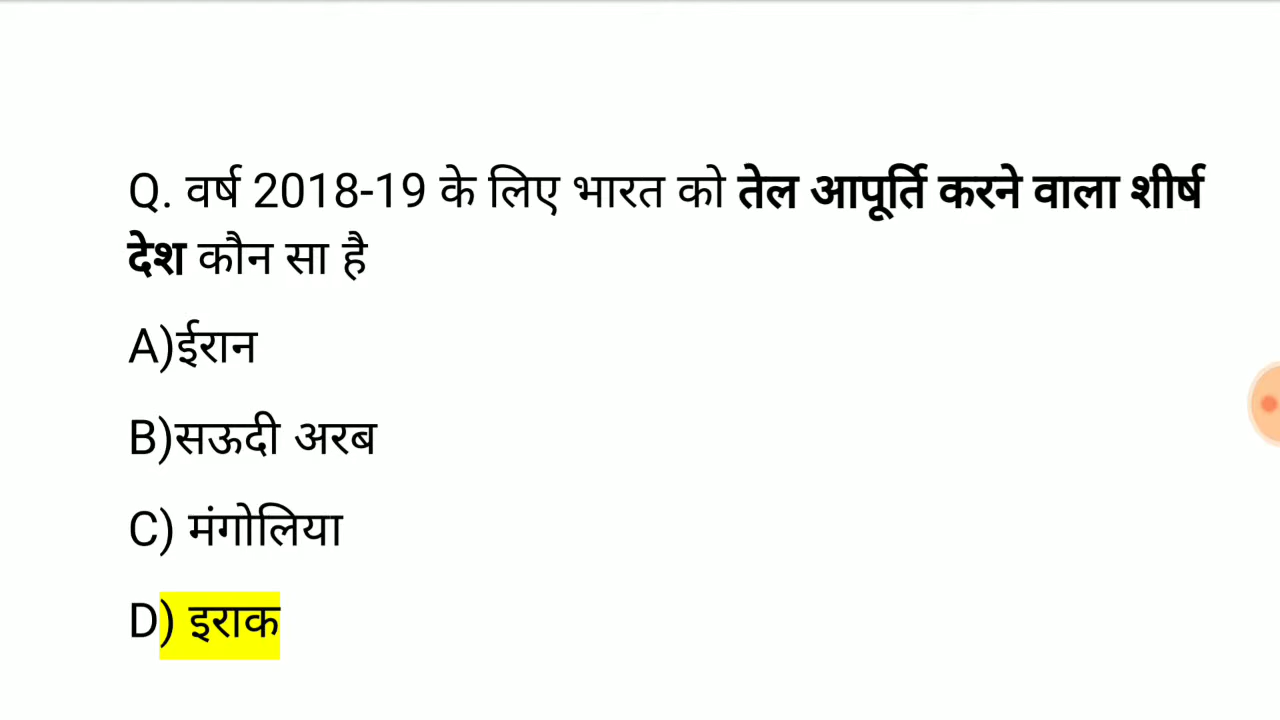 Q. वर्ष 2018-19 के लिए भारत को तेल आपूर्ति करने वाला शीर्ष
देश कौन सा है
A)ईरान
B)सऊदी अरब
C) मंगोलिया
D) इराक